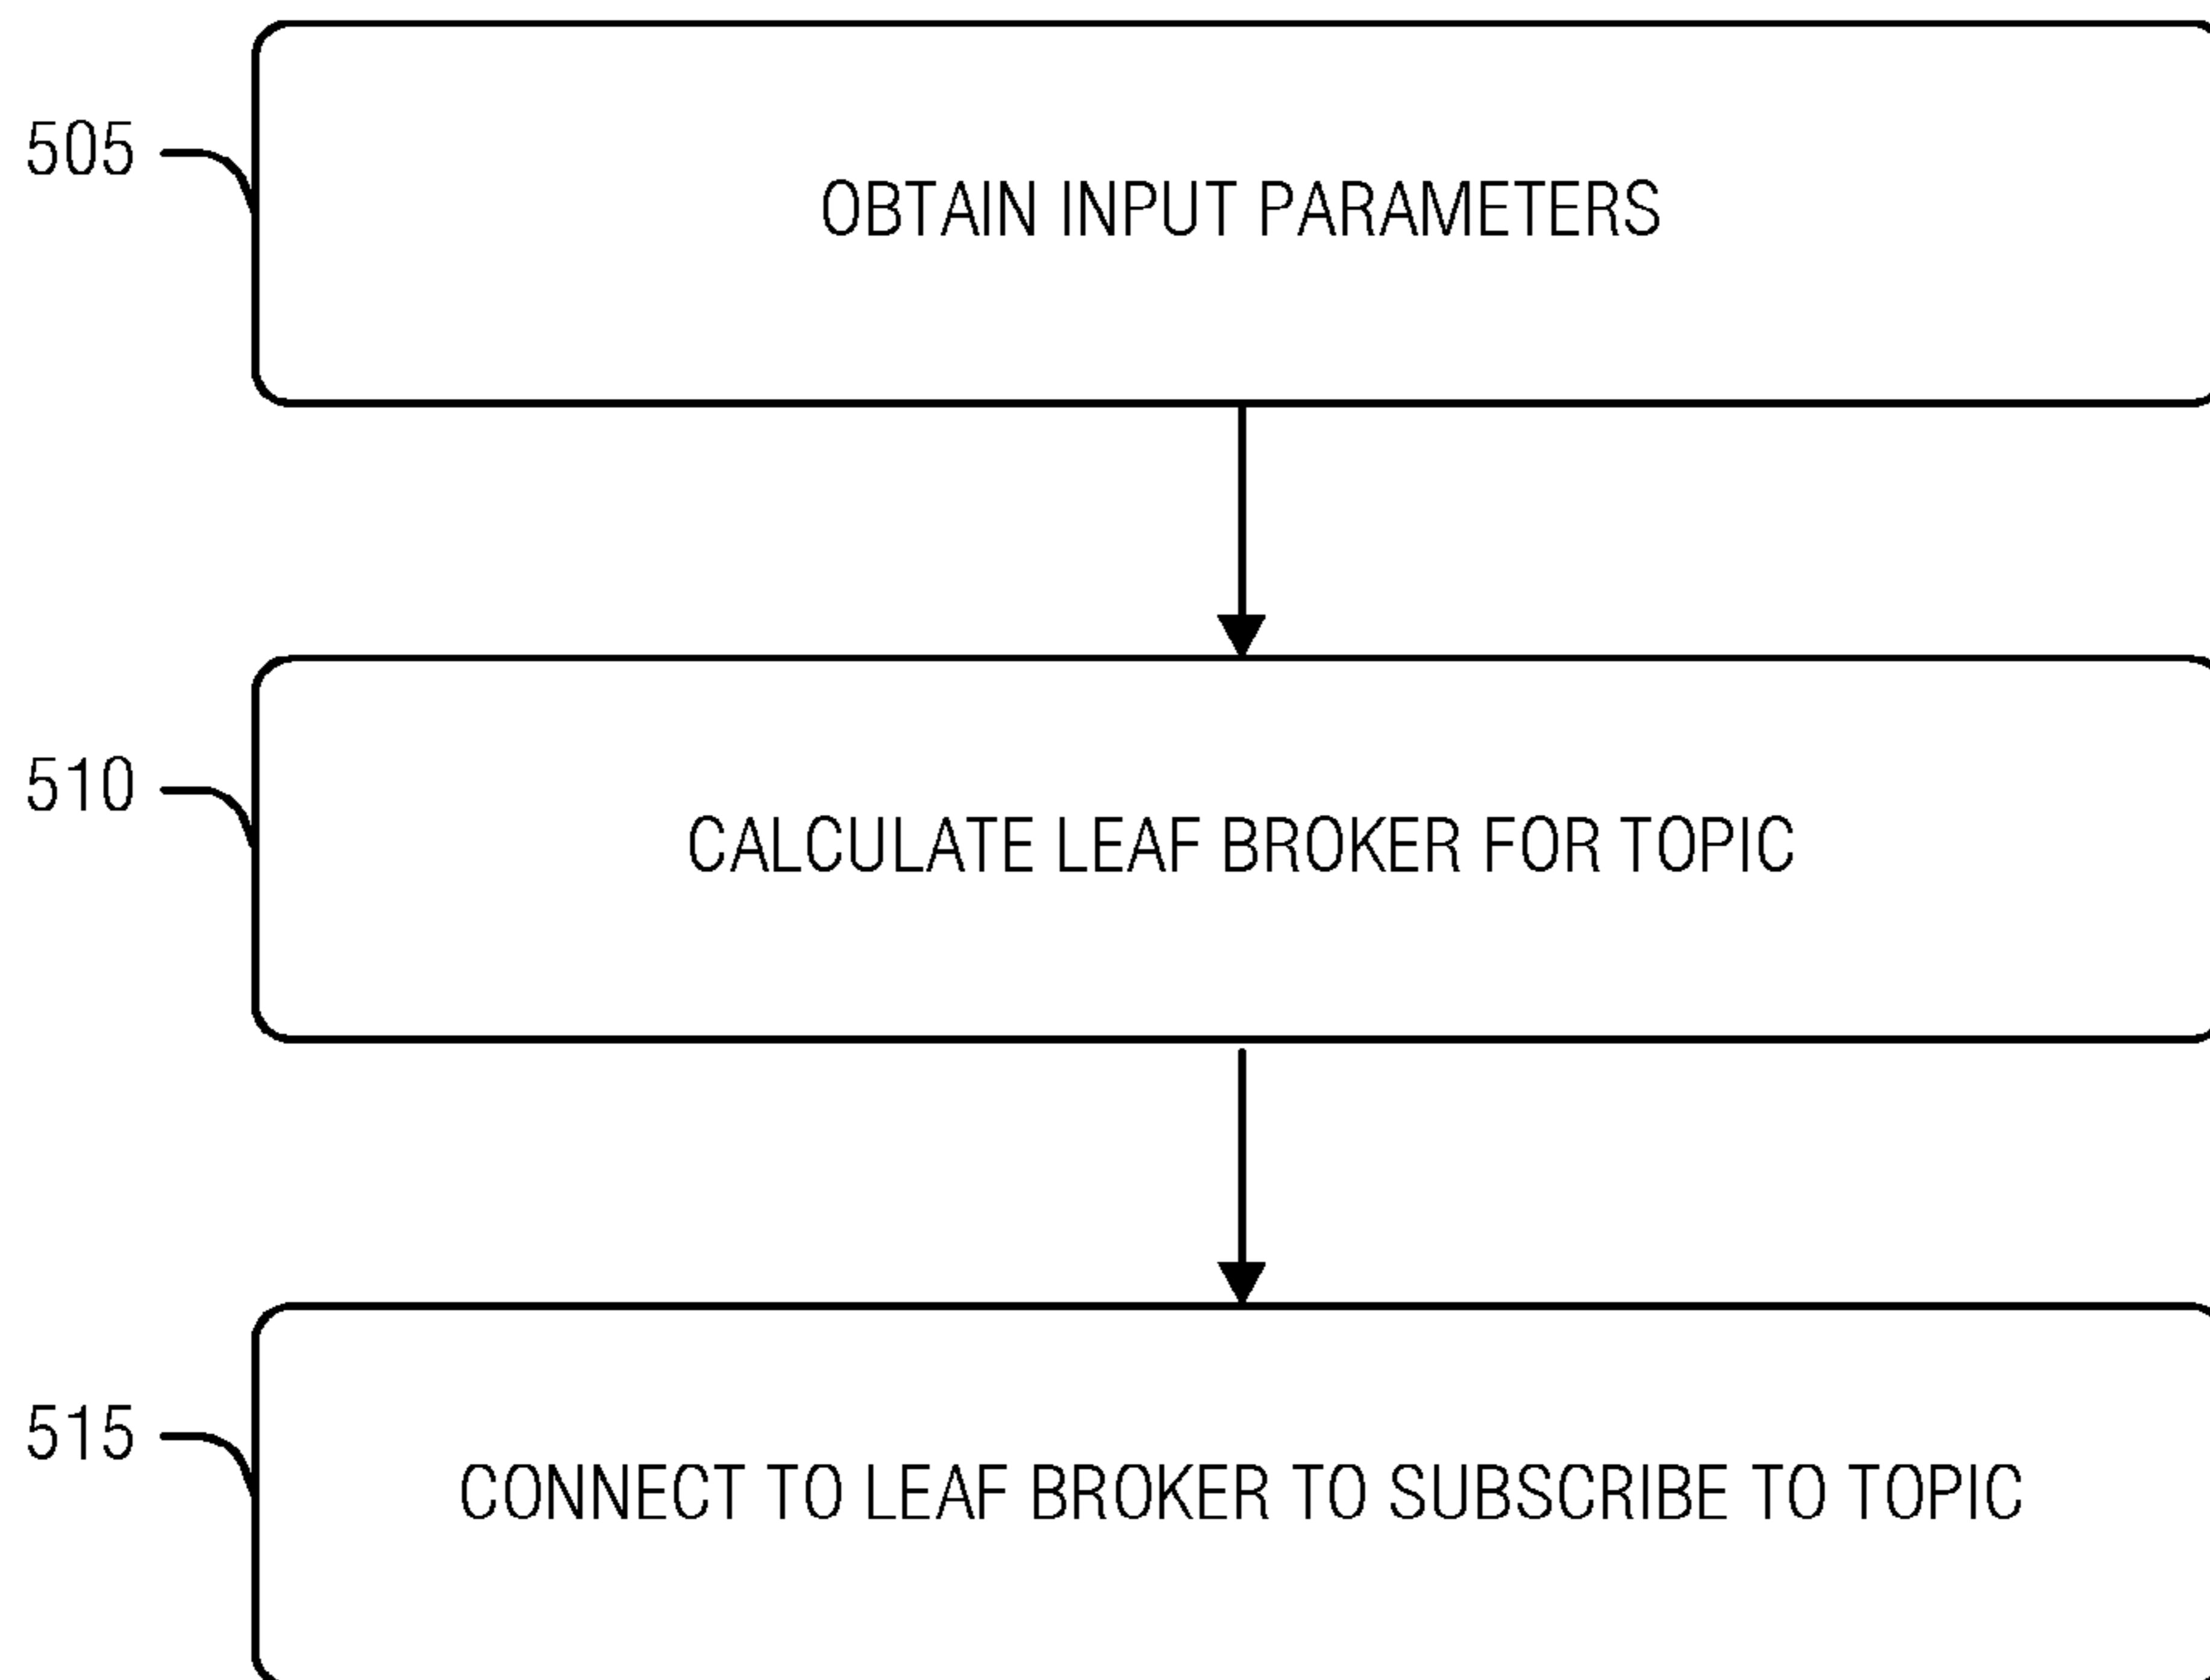 505
OBTAIN INPUT PARAMETERS
510
CALCULATE LEAF BROKER FOR TOPIC
515
CONNECT TO LEAF BROKER TO SUBSCRIBE TO TOPIC